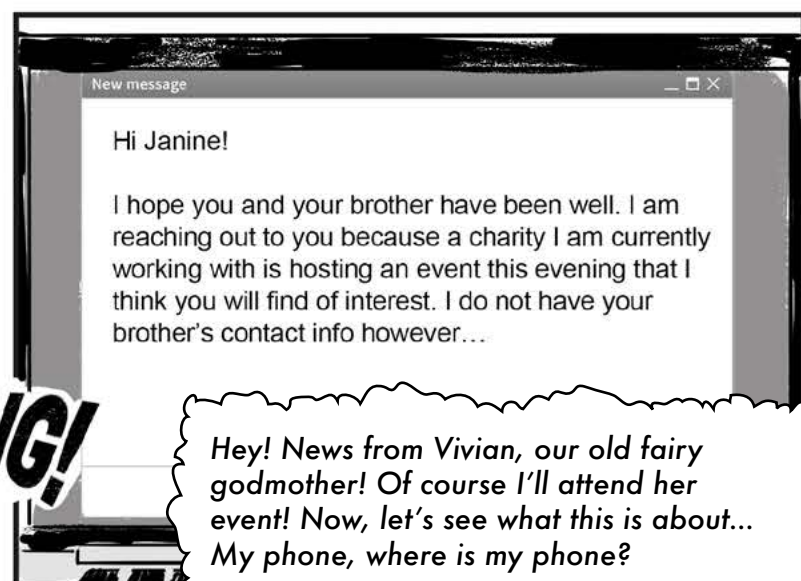 New message
Hi Janine!
I hope you and your brother have been well. I am
reaching out to you because a charity I am currently
working with is hosting an event this evening that I
think you will find of interest. I do not have your
brother's contact info however...
G!
Hey! News from Vivian, our old fairy
godmother! Of course I'll attend her
event! Now, let's see what this is about...
My phone, where is my phone?